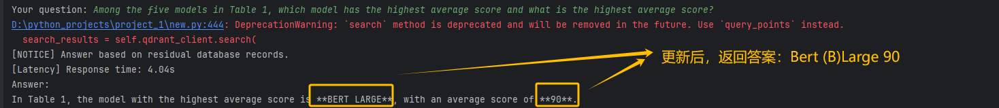 Your question: Among the five models in Table 1, which model has the highest average score and what is the highest average score?
D:\python_projects\project_1\new.py:444: DeprecationWarning: `search` method is deprecated and will be removed in the future. Use `query_points` instead.
search_results = self.qdrant_client.search(
[NOTICE] Answer based on residual database records.
更新后，返回答案：Bert (B)Large 90
[Latency] Response time: 4.04s
Answer:
In Table 1, the model with the highest average score is **BERT LARGE**, with an average score of **90**.